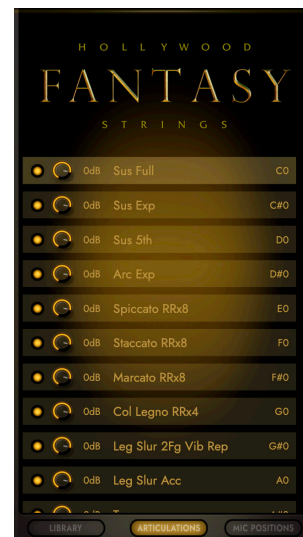 HOLLYWOOD
FANTASY
STRINGS
0dB Sus Full C0
0dB Sus Exp C#0
0dB Sus 5th D0
0dB Arc Exp D#0
0dB Spiccato RRx8 E0
0dB Staccato RRx8 F0
0dB Marcato RRx8 F#0
0dB Col Legno RRx4 G0
0dB Leg Slur 2Fg Vib Rep G#0
0dB Leg Slur Acc A0
LIBRARY ARTICULATIONS MIC POSITIONS